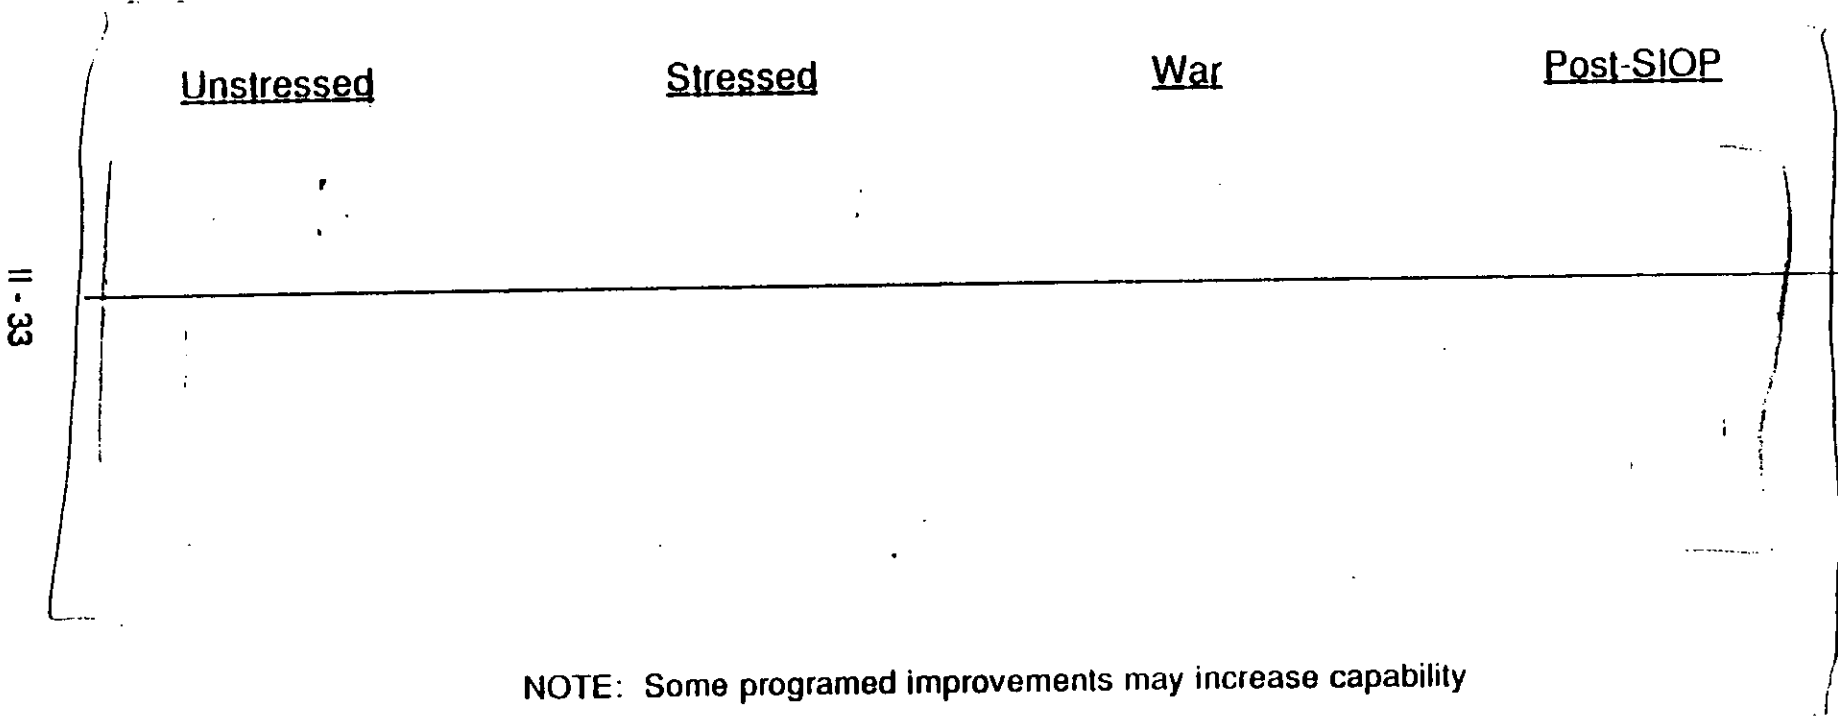 Unstressed Stressed War Post-SIOP
II - 33
NOTE: Some programed improvements may increase capability